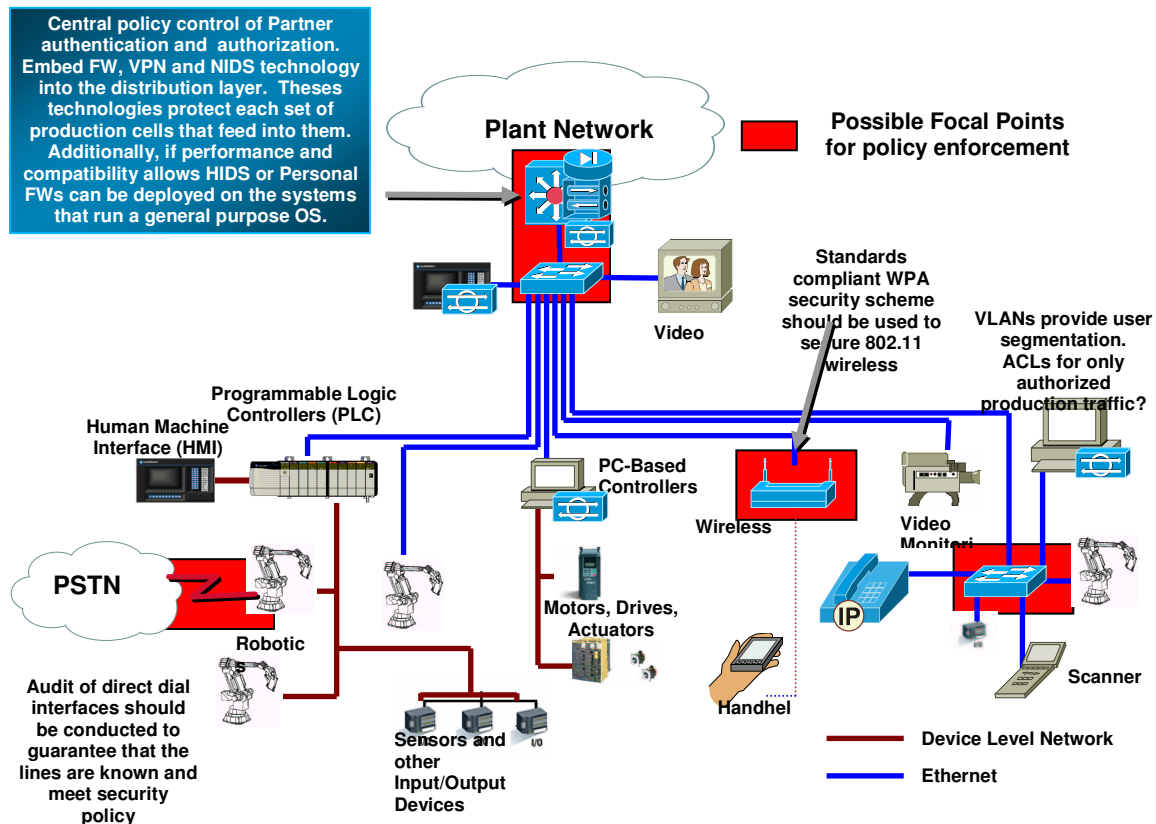 Central policy control of Partner
authentication and authorization.
Embed FW, VPN and NIDS technology
into the distribution layer. Theses
technologies protect each set of
production cells that feed into them.
Additionally, if performance and
compatibility allows HIDS or Personal
FWs can be deployed on the systems
that run a general purpose OS.
Plant Network
Possible Focal Points
for policy enforcement
Video
Standards
compliant WPA
security scheme
should be used to
secure 802.11
wireless
VLANs provide user
segmentation.
ACLs for only
authorized
production traffic?
Programmable Logic
Controllers (PLC)
Human Machine
Interface (HMI)
PC-Based
Controllers
Wireless
Video
Monitori
PSTN
Robotic
s
Motors, Drives,
Actuators
IP
I/O
Scanner
Handhel
Audit of direct dial
interfaces should
be conducted to
guarantee that the
lines are known and
meet security
policy
I/O
Sensors and
other
Input/Output
Devices
Device Level Network
Ethernet